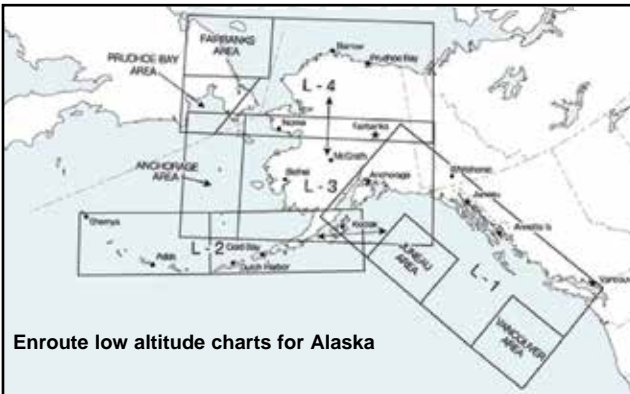 FAIRBANKS
AREA
PRUDHOE BAY
AREA
Barrow
Prudhoe Bay
L-4
Nome
Fairbanks
McGrath
ANCHORAGE
AREA
Bethel
L-3
Anchorage
Whitehorse
Juneau
Shemya
Kodiak
Annette Is
L-2
Cold Bay
Adak
Dutch Harbor
JUNEAU
AREA
L-1
Vancouver
VANCOUVER
AREA
Enroute low altitude charts for Alaska